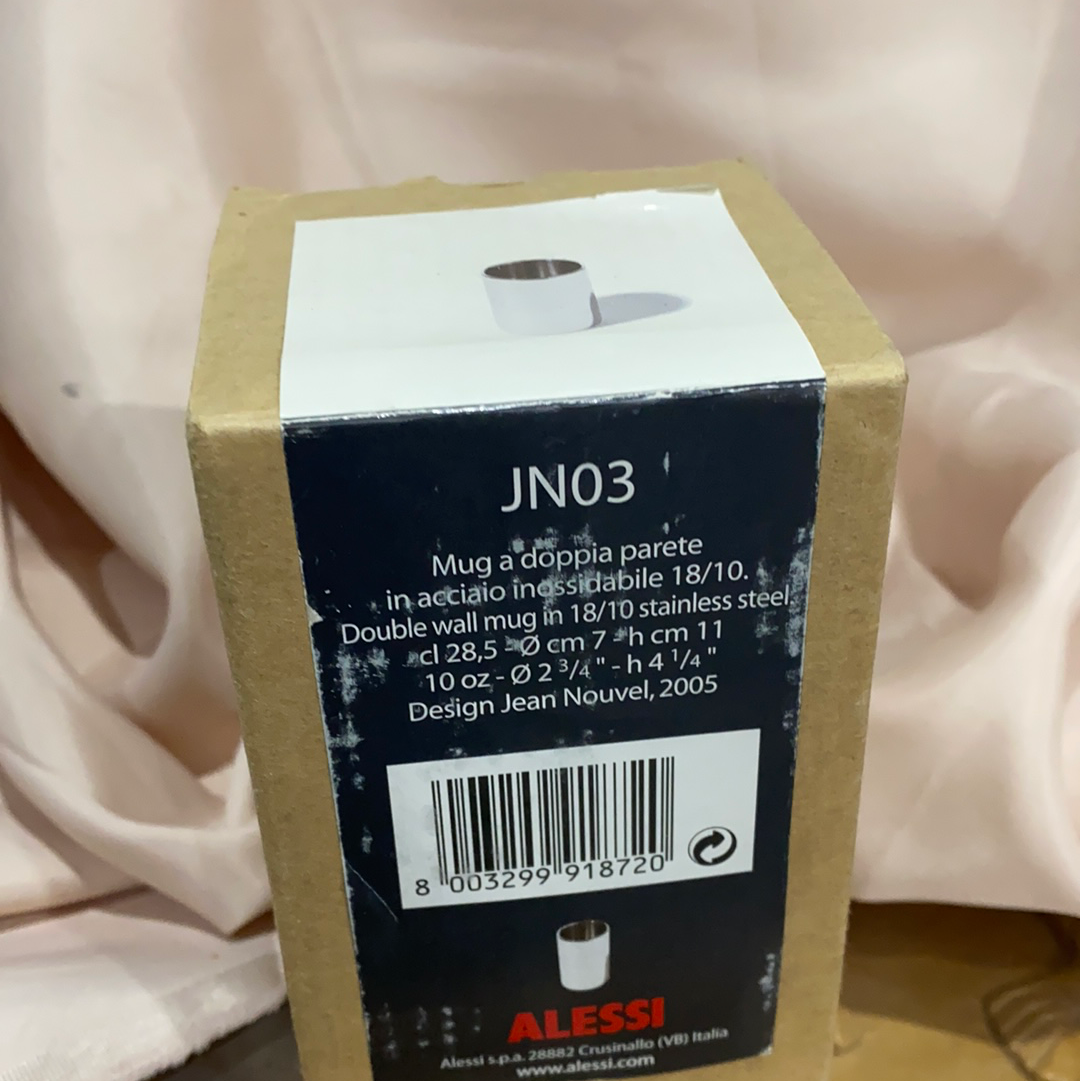 JN03
Mug a doppia parete
in acciaio inossidabile 18/10.
Double wall mug in 18/10 stainless steel.
cl 28,5 - Ø cm 7 - h cm 11
10 oz - Ø 2 3/4 " - h 4 1/4 "
Design Jean Nouvel, 2005
8 003299 918720
ALESSI
Alessi s.p.a. 28882 Crusinallo (VB) Italia
www.alessi.com